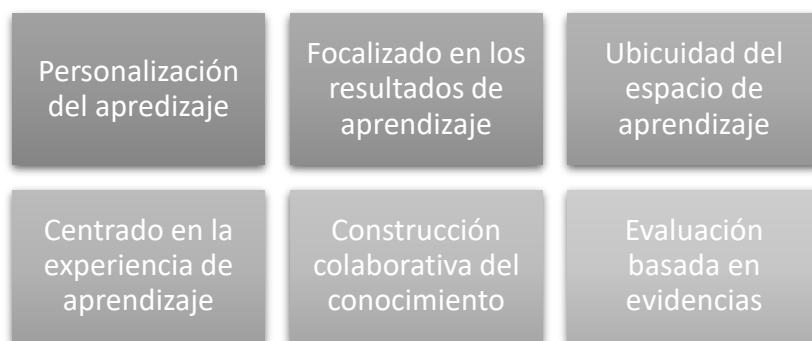 Personalización
del apredizaje
Focalizado en los
resultados de
aprendizaje
Ubicuidad del
espacio de
aprendizaje
Centrado en la
experiencia de
aprendizaje
Construcción
colaborativa del
conocimiento
Evaluación
basada en
evidencias